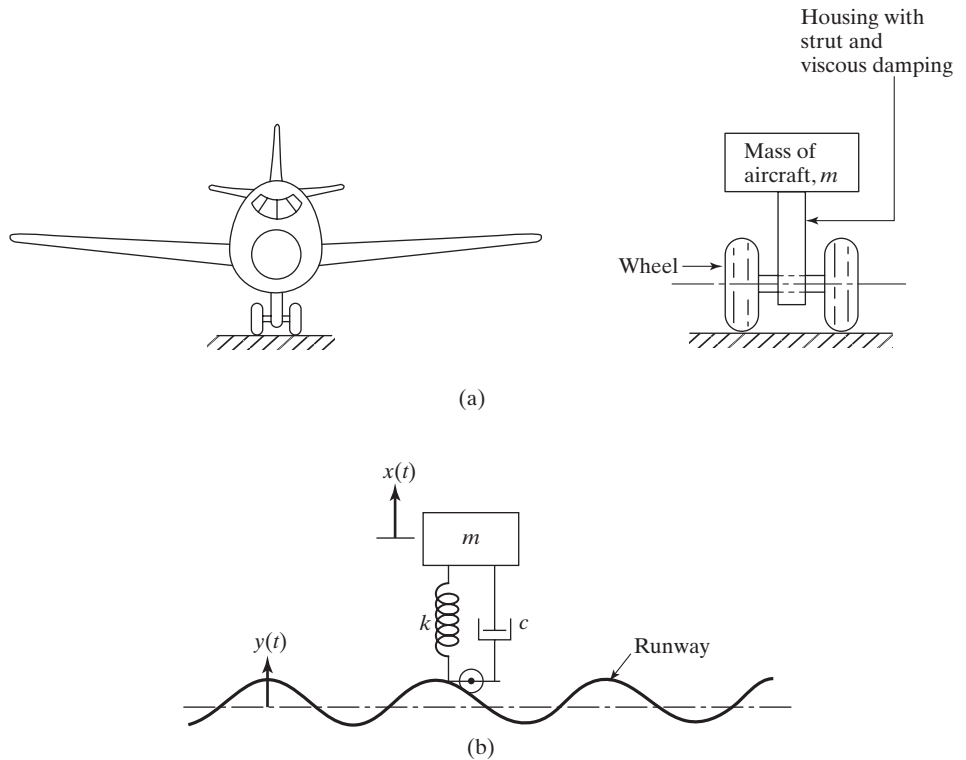 Housing with
strut and
viscous damping
Mass of
aircraft, m
Wheel
(a)
x(t)
m
k
c
y(t)
Runway
(b)